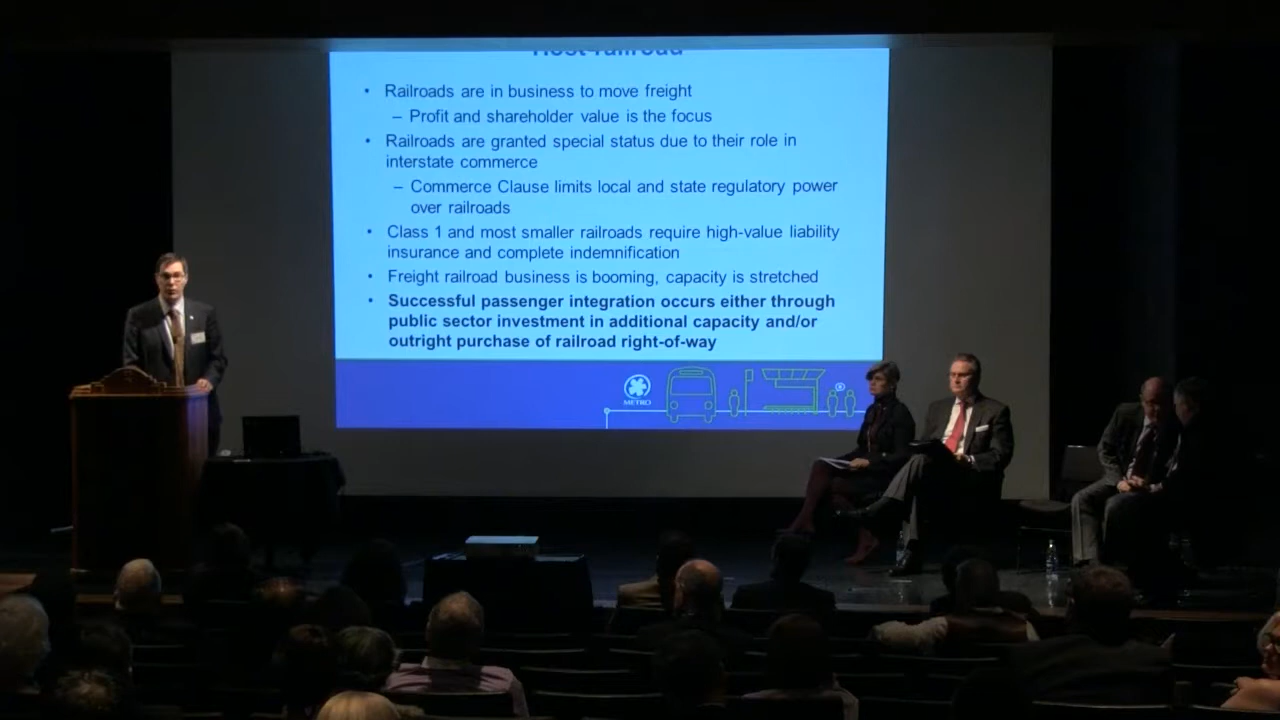 Host railroad
• Railroads are in business to move freight
– Profit and shareholder value is the focus
• Railroads are granted special status due to their role in
interstate commerce
– Commerce Clause limits local and state regulatory power
over railroads
• Class 1 and most smaller railroads require high-value liability
insurance and complete indemnification
• Freight railroad business is booming, capacity is stretched
• Successful passenger integration occurs either through
public sector investment in additional capacity and/or
outright purchase of railroad right-of-way
METRO